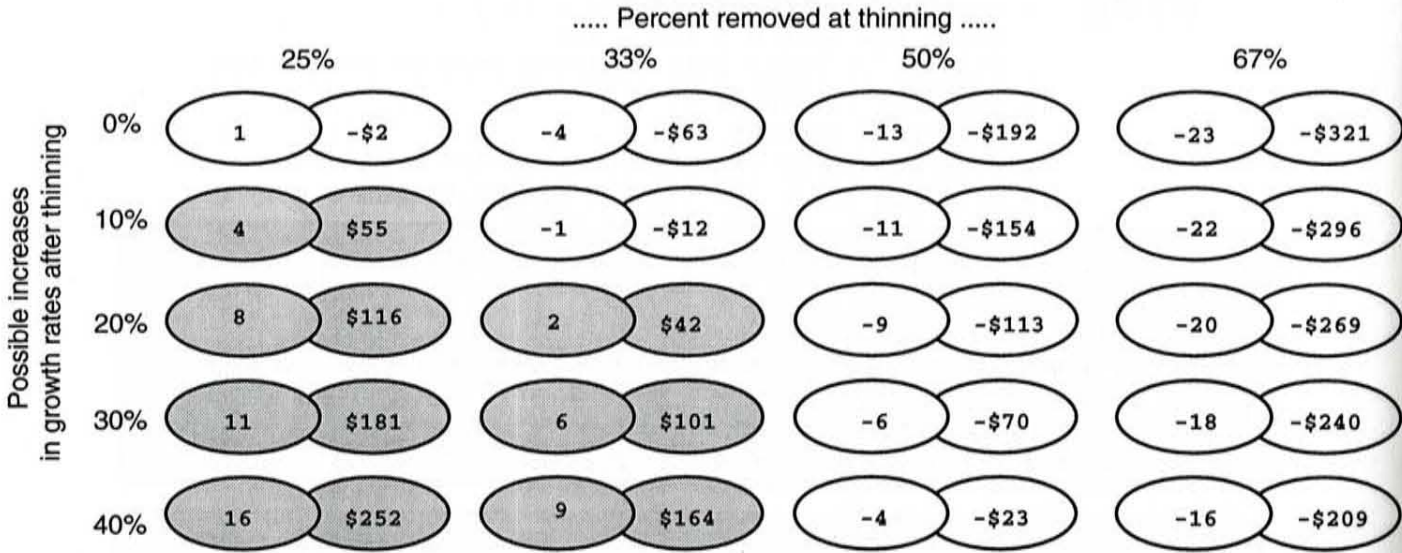 ..... Percent removed at thinning .....
25% 33% 50% 67%
Possible increases
in growth rates after thinning
0% 1 -$2 -4 -$63 -13 -$192 -23 -$321
10% 4 $55 -1 -$12 -11 -$154 -22 -$296
20% 8 $116 2 $42 -9 -$113 -20 -$269
30% 11 $181 6 $101 -6 -$70 -18 -$240
40% 16 $252 9 $164 -4 -$23 -16 -$209